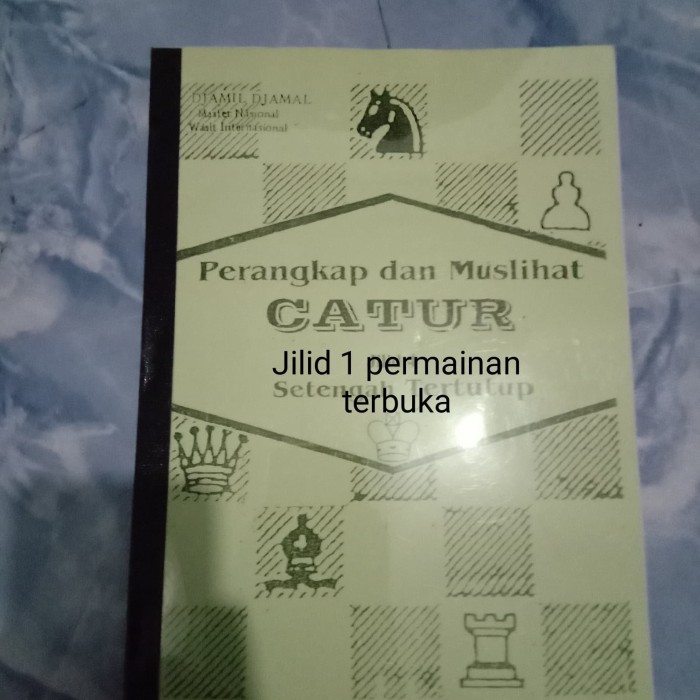 DJAMIL DJAMAL
Master Nasional
Wasit Internasional
Perangkap dan Muslihat
CATUR
Jilid 1 permainan
Setengah Tertutup
terbuka